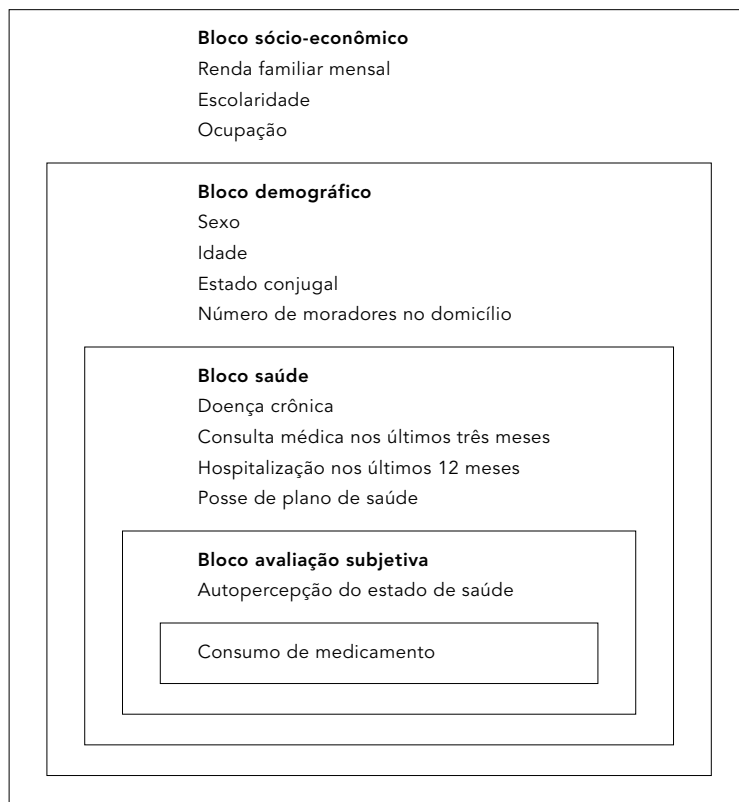 Bloco sócio-econômico
Renda familiar mensal
Escolaridade
Ocupação
Bloco demográfico
Sexo
Idade
Estado conjugal
Número de moradores no domicílio
Bloco saúde
Doença crônica
Consulta médica nos últimos três meses
Hospitalização nos últimos 12 meses
Posse de plano de saúde
Bloco avaliação subjetiva
Autopercepção do estado de saúde
Consumo de medicamento